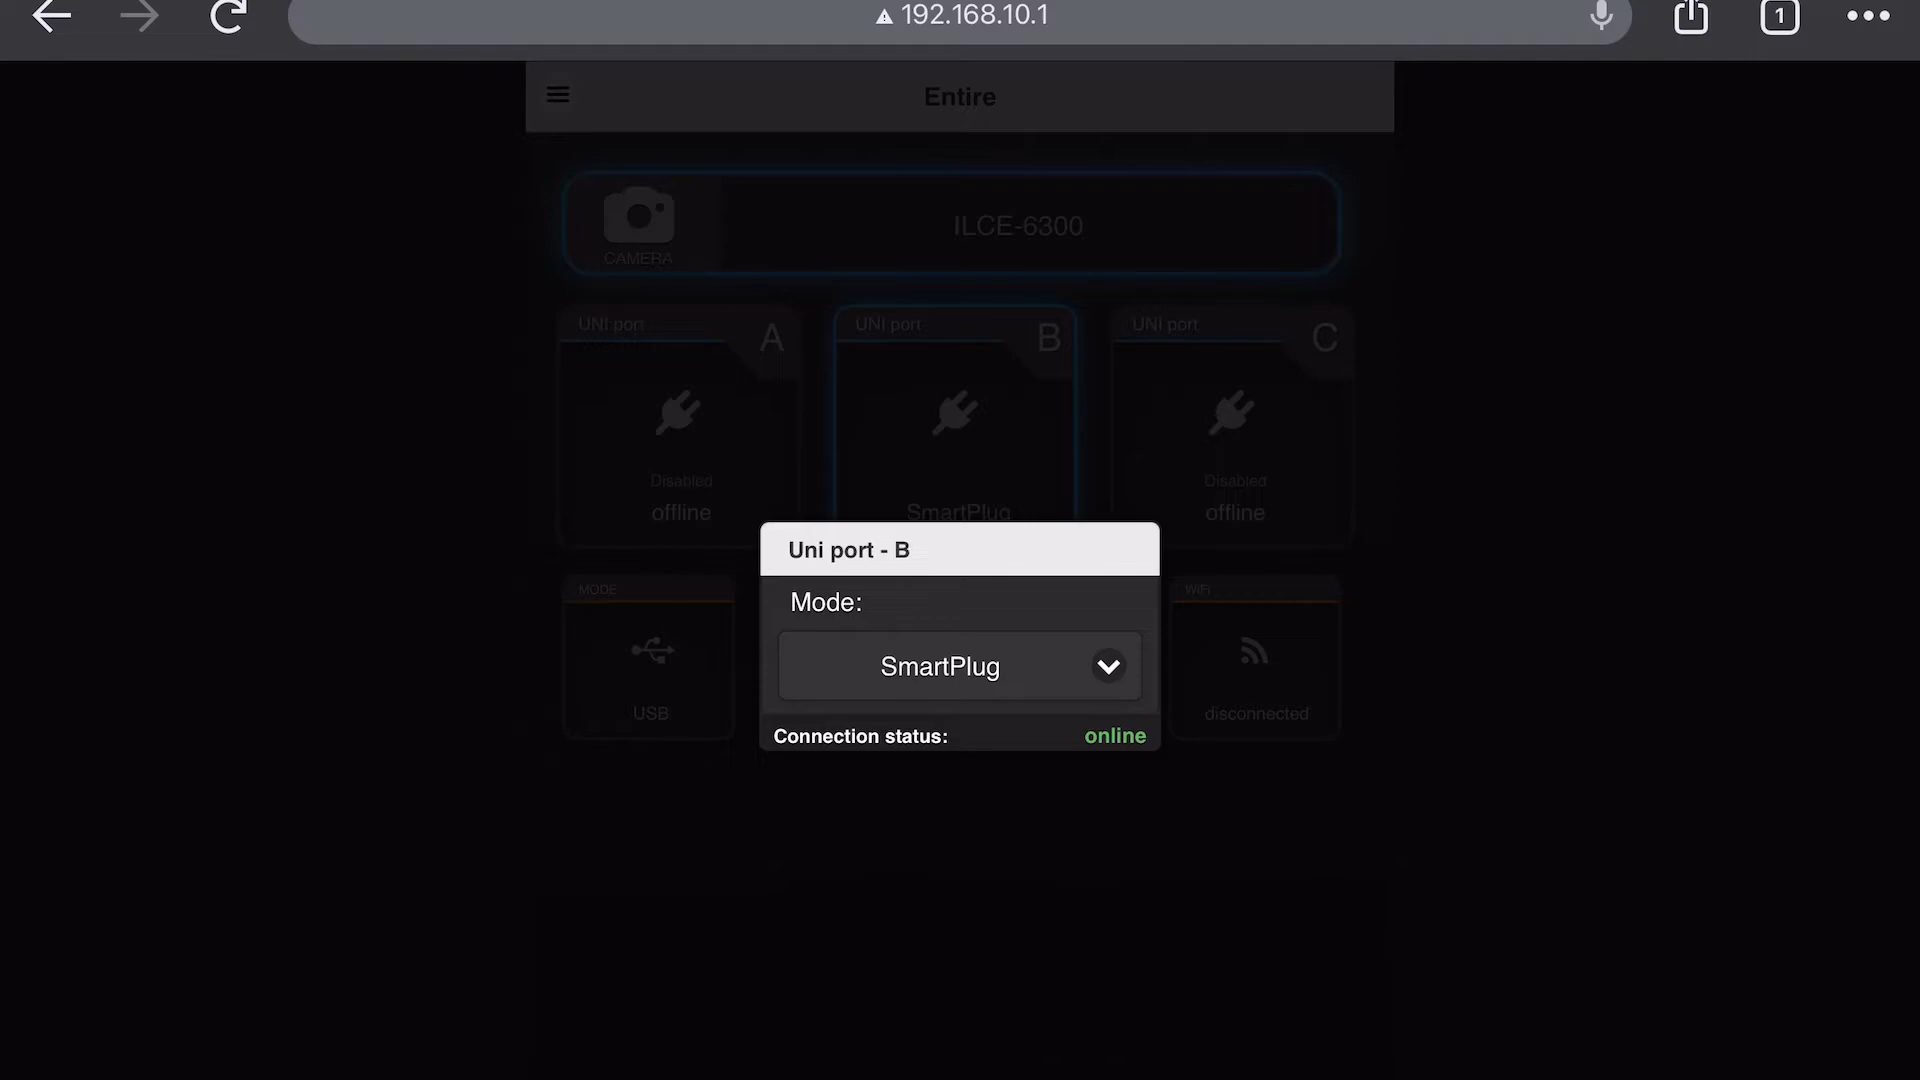 192.168.10.1
1
Entire
CAMERA
ILCE-6300
UNI port
A
UNI port
B
UNI port
C
Disabled
offline
SmartPlug
Disabled
offline
Uni port - B
Mode:
SmartPlug
Connection status:
online
MODE
USB
WiFi
disconnected